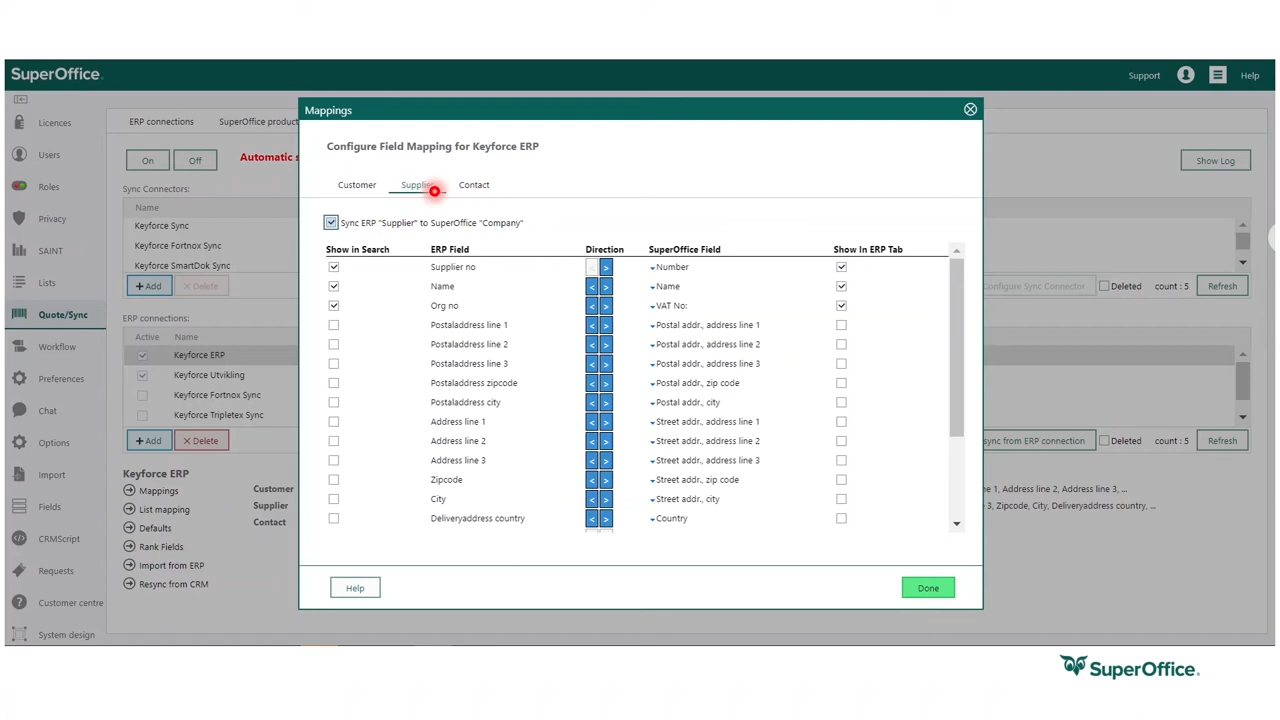 SuperOffice.
Support
Help
Mappings
Licences
Users
Roles
Privacy
SAINT
Lists
Quote/Sync
Workflow
Preferences
Chat
Options
Import
Fields
CRMScript
Requests
Customer centre
System design
ERP connections
SuperOffice produc
On
Off
Automatic s
Show Log
Sync Connectors:
Name
Keyforce Sync
Keyforce Fortnox Sync
Keyforce SmartDok Sync
Add
Delete
Configure Sync Connector
Deleted
count : 5
Refresh
ERP connections:
Active
Name
Keyforce ERP
Keyforce Utvikling
Keyforce Fortnox Sync
Keyforce Tripletex Sync
Add
Delete
sync from ERP connection
Deleted
count : 5
Refresh
Keyforce ERP
Mappings
List mapping
Defaults
Rank Fields
Import from ERP
Resync from CRM
Customer
Supplier
Contact
e 1, Address line 2, Address line 3, ...
, Zipcode, City, Deliveryaddress country, ...
Configure Field Mapping for Keyforce ERP
Customer
Supplier
Contact
Sync ERP "Supplier" to SuperOffice "Company"
Show in Search ERP Field Direction SuperOffice Field Show In ERP Tab
Supplier no < > Number
Name < > Name
Org no < > VAT No:
Postaladdress line 1 < > Postal addr., address line 1
Postaladdress line 2 < > Postal addr., address line 2
Postaladdress line 3 < > Postal addr., address line 3
Postaladdress zipcode < > Postal addr., zip code
Postaladdress city < > Postal addr., city
Address line 1 < > Street addr., address line 1
Address line 2 < > Street addr., address line 2
Address line 3 < > Street addr., address line 3
Zipcode < > Street addr., zip code
City < > Street addr., city
Deliveryaddress country < > Country
Help
Done
SuperOffice.